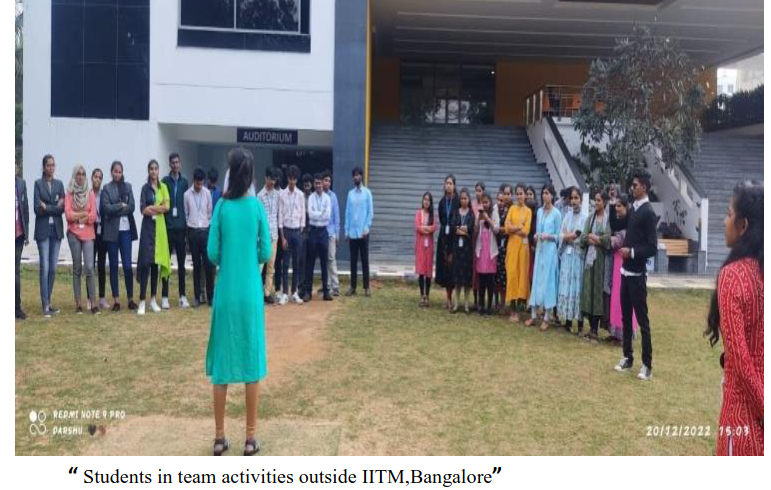 AUDITORIUM
REDMI NOTE 9 PRO
DARSHU
20/12/2022 15:03
“ Students in team activities outside IITM,Bangalore”